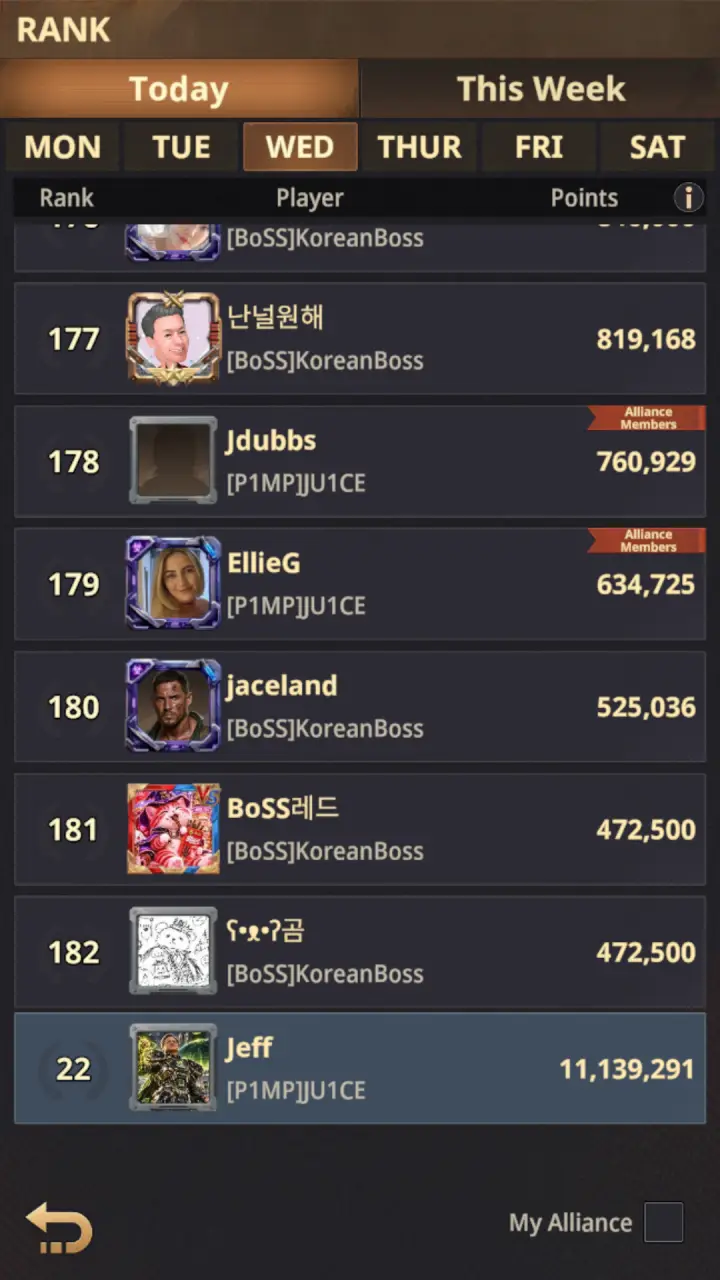 RANK
Today
This Week
MON
TUE
WED
THUR
FRI
SAT
Rank
Player
Points
i
[BoSS]KoreanBoss
177
난널원해
[BoSS]KoreanBoss
819,168
178
Jdubbs
[P1MP]JU1CE
Alliance
Members
760,929
179
EllieG
[P1MP]JU1CE
Alliance
Members
634,725
180
jaceland
[BoSS]KoreanBoss
525,036
181
VS
BoSS레드
[BoSS]KoreanBoss
472,500
182
ʕ•ᴥ•ʔ곰
[BoSS]KoreanBoss
472,500
22
Jeff
[P1MP]JU1CE
11,139,291
My Alliance